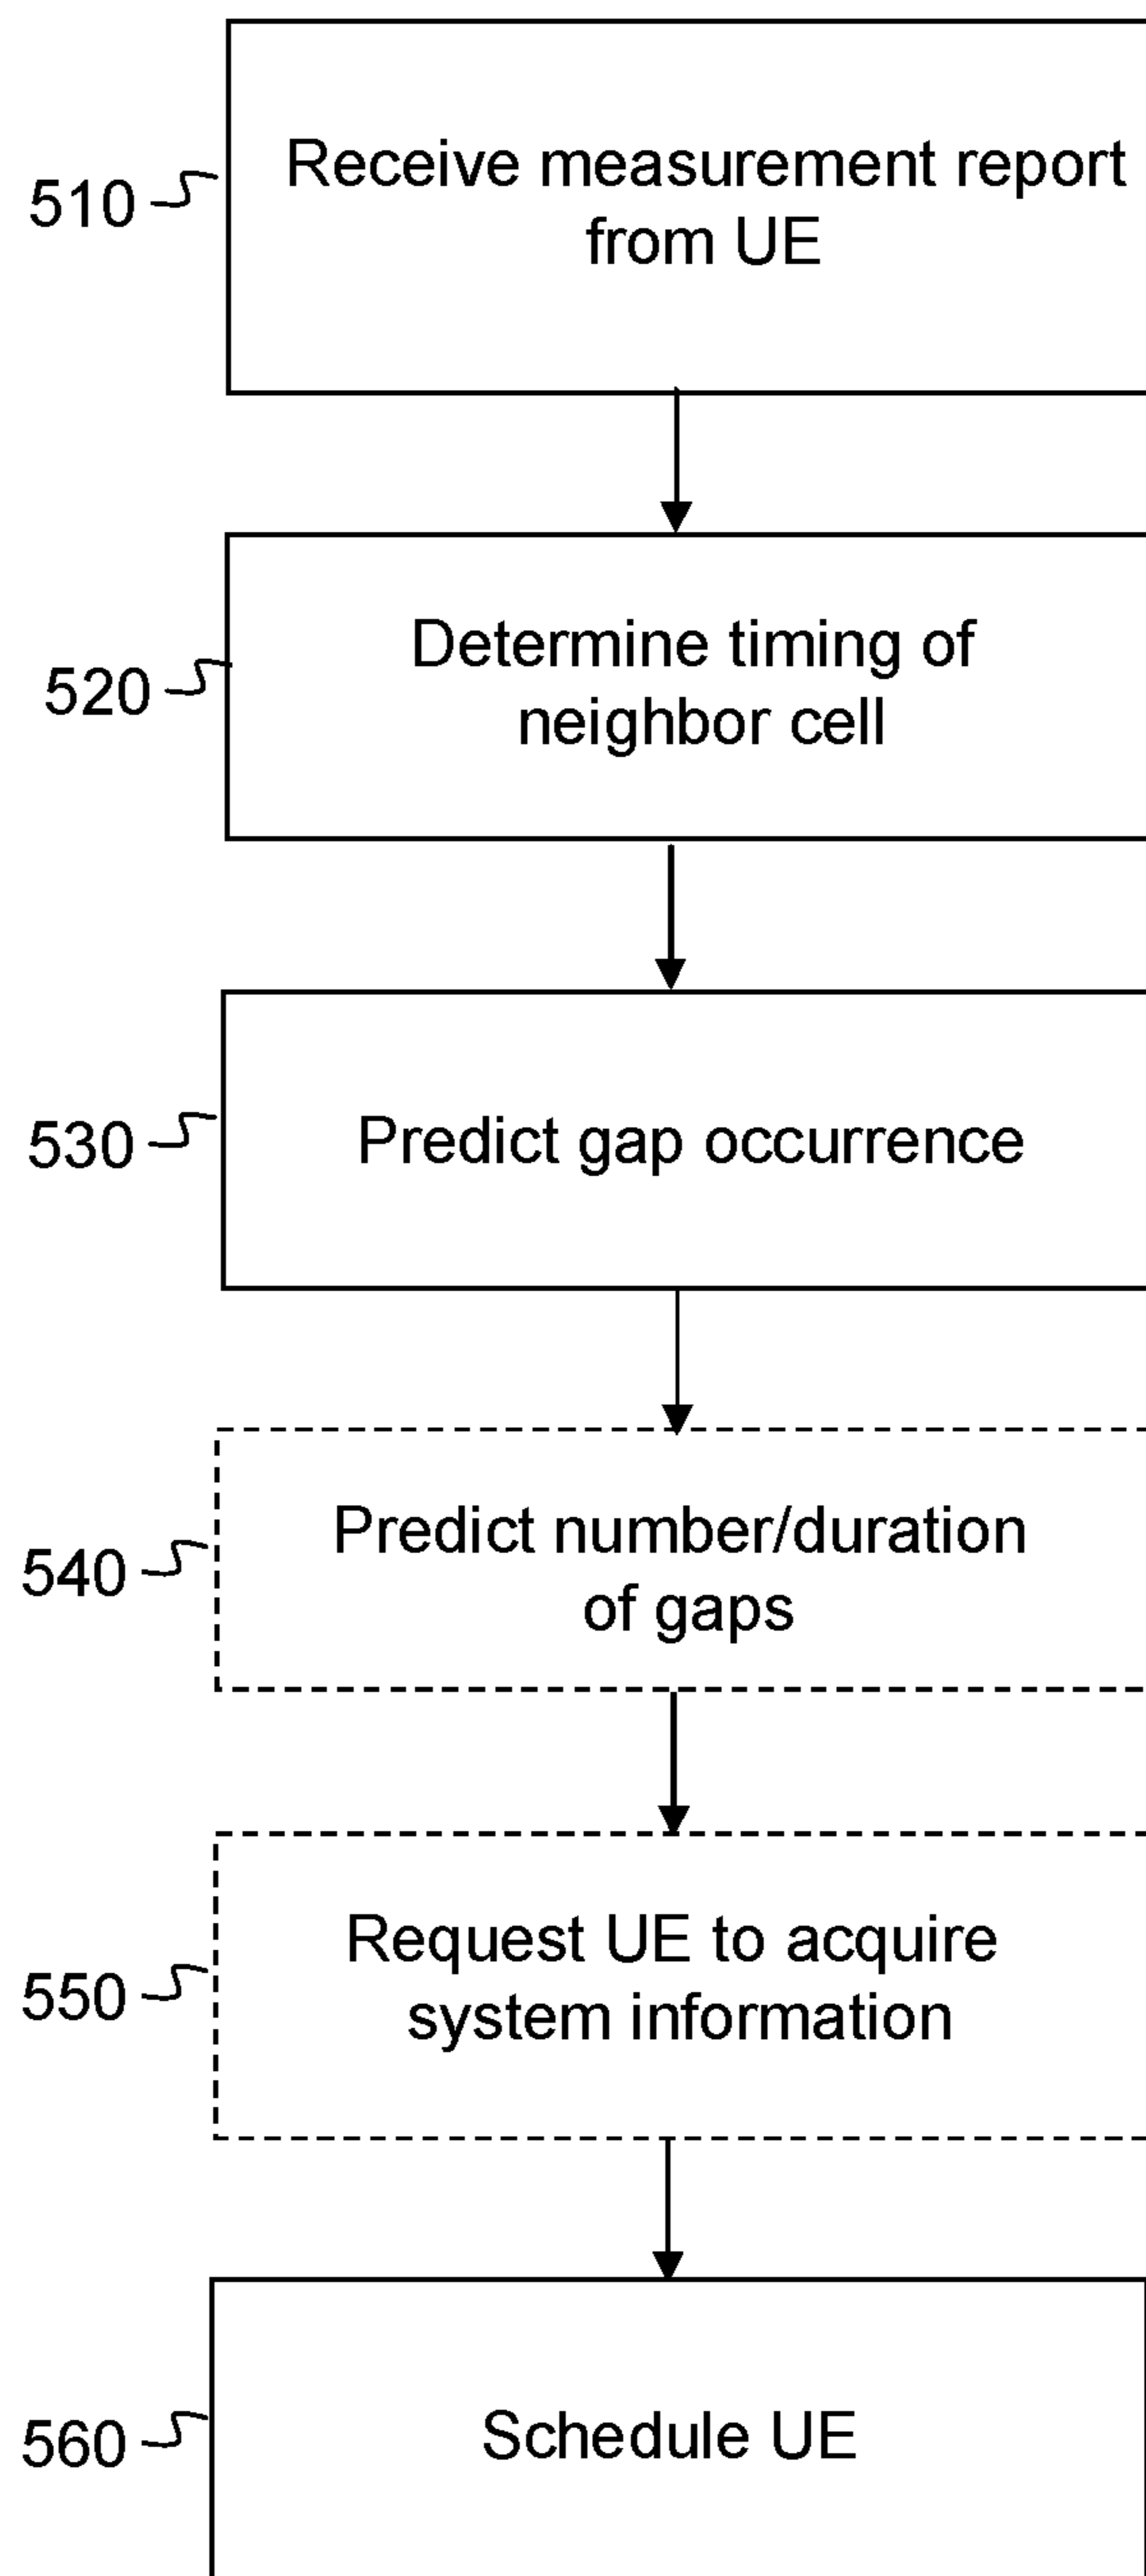 510
Receive measurement report
from UE
520
Determine timing of
neighbor cell
530
Predict gap occurrence
540
Predict number/duration
of gaps
550
Request UE to acquire
system information
560
Schedule UE